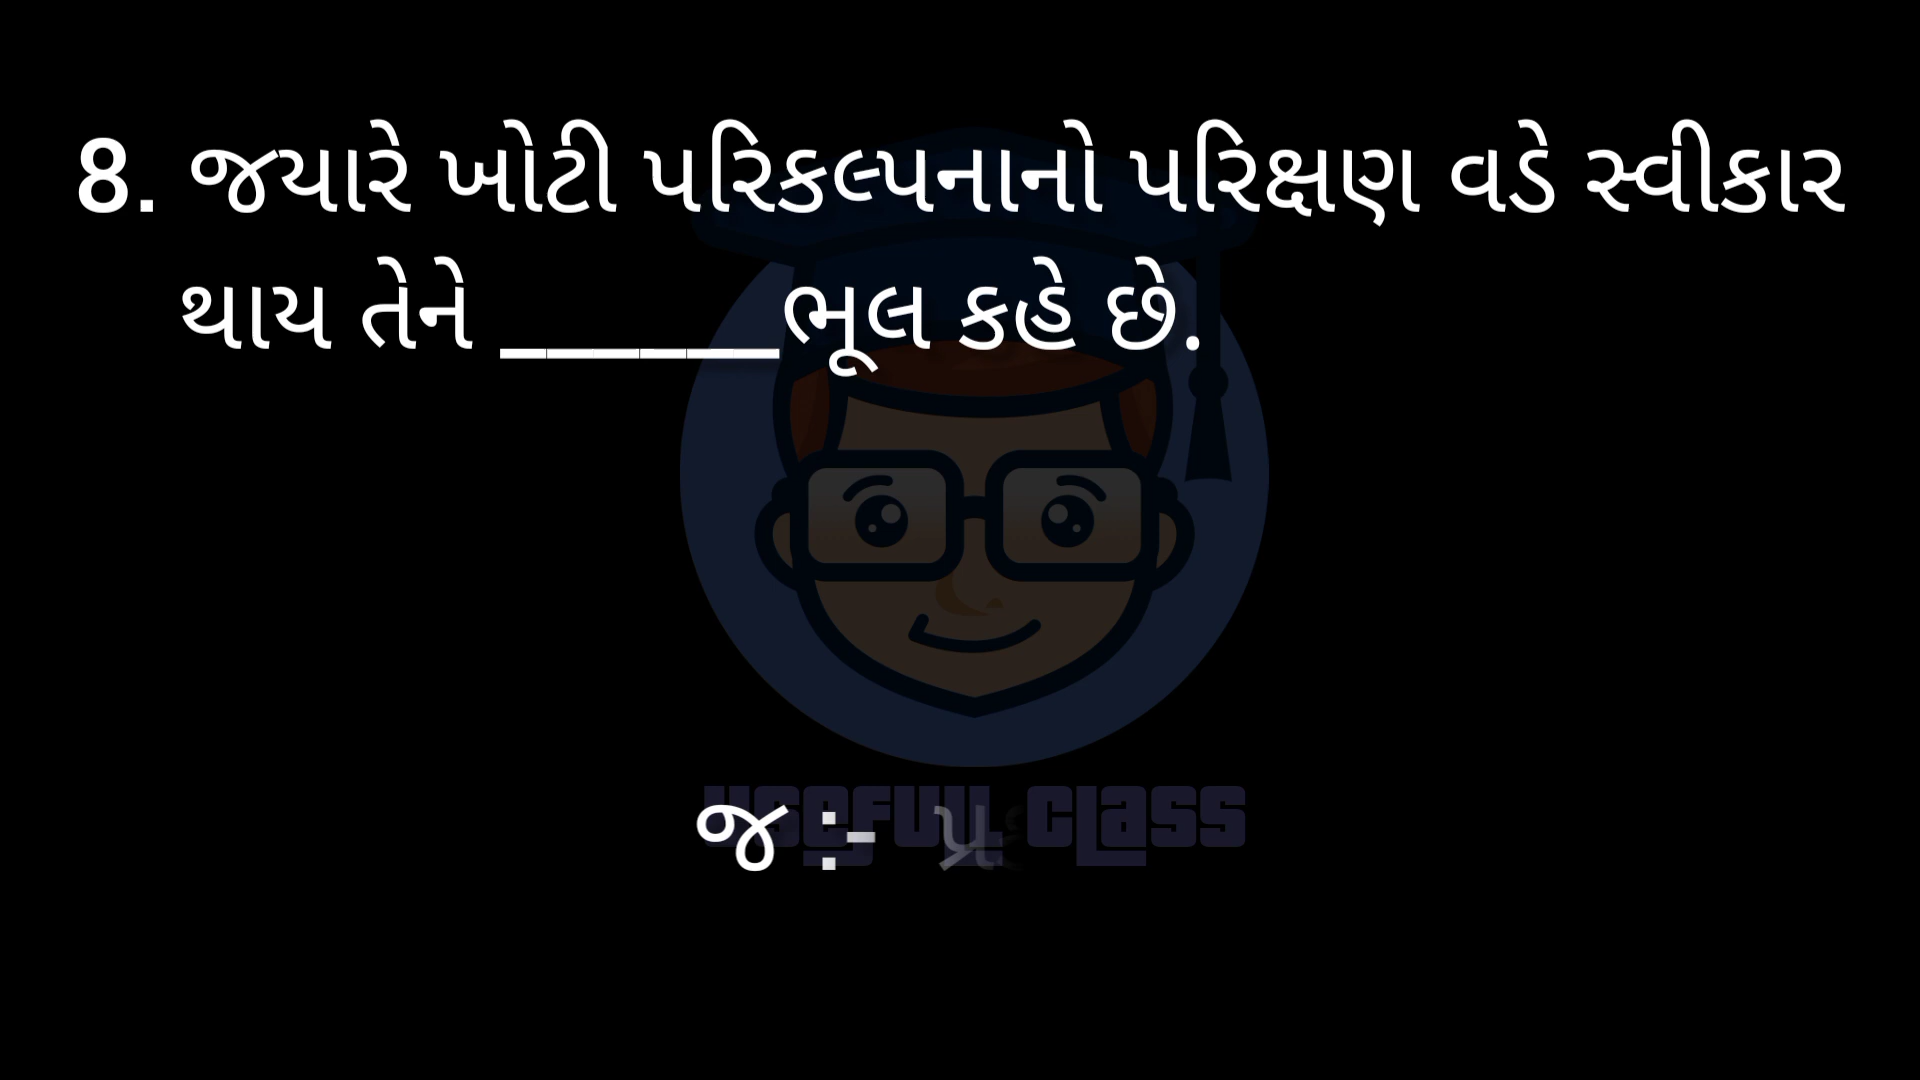 8. જયારે ખોટી પરિકલ્પનાનો પરિક્ષણ વડે સ્વીકાર
થાય તેને ______ભૂલ કહે છે.
USEFUL CLASS
જ :-